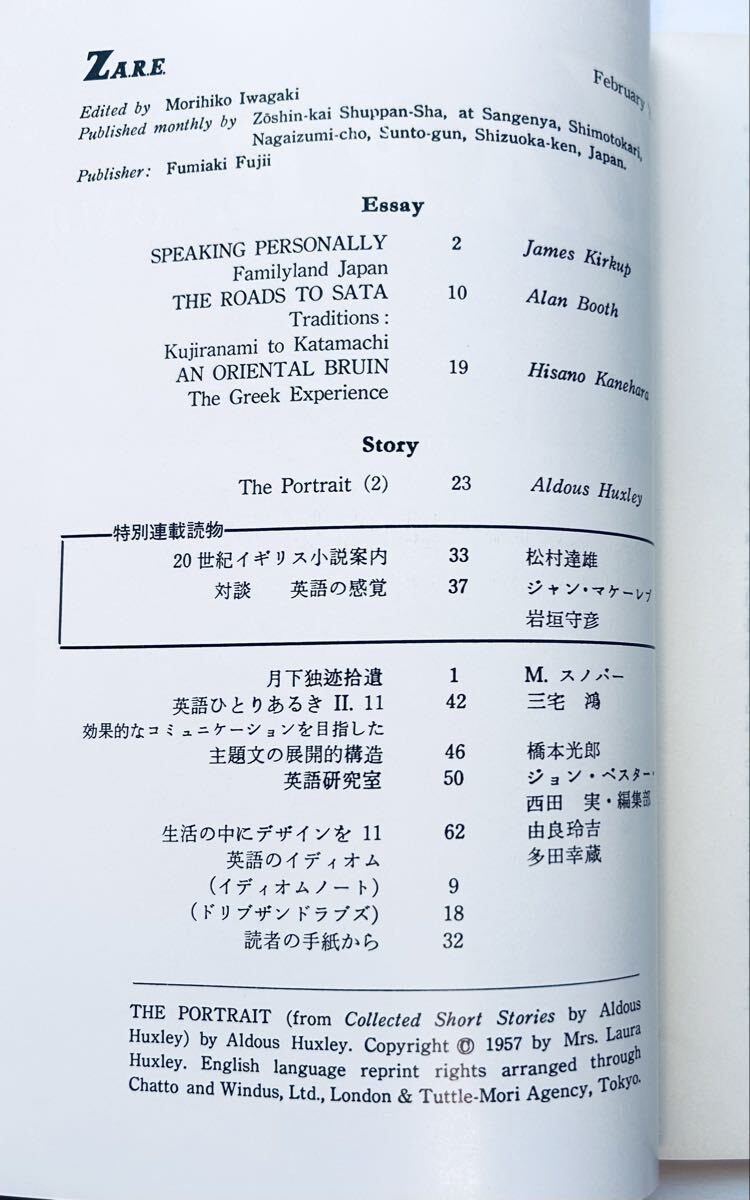 Z.A.R.E.
February
Edited by Morihiko Iwagaki
Published monthly by Zōshin-kai Shuppan-Sha, at Sangenya, Shimotokari,
Nagaizumi-cho, Sunto-gun, Shizuoka-ken, Japan.
Publisher: Fumiaki Fujii
Essay
SPEAKING PERSONALLY 2 James Kirkup
Familyland Japan
THE ROADS TO SATA 10 Alan Booth
Traditions:
Kujiranami to Katamachi
AN ORIENTAL BRUIN 19 Hisano Kanehara
The Greek Experience
Story
The Portrait (2) 23 Aldous Huxley
特別連載読物
20世紀イギリス小説案内 33 松村達雄
対談 英語の感覚 37 ジャン・マケーレブ
岩垣守彦
月下独迹拾遺 1 M. スノバー
英語ひとりあるき II. 11 42 三宅 鴻
効果的なコミュニケーションを目指した
主題文の展開的構造 46 橋本光郎
英語研究室 50 ジョン・ベスター・
西田 実・編集部
生活の中にデザインを 11 62 由良玲吉
英語のイディオム 多田幸蔵
(イディオムノート) 9
(ドリブザンドラブズ) 18
読者の手紙から 32
THE PORTRAIT (from Collected Short Stories by Aldous
Huxley) by Aldous Huxley. Copyright © 1957 by Mrs. Laura
Huxley. English language reprint rights arranged through
Chatto and Windus, Ltd., London & Tuttle-Mori Agency, Tokyo.